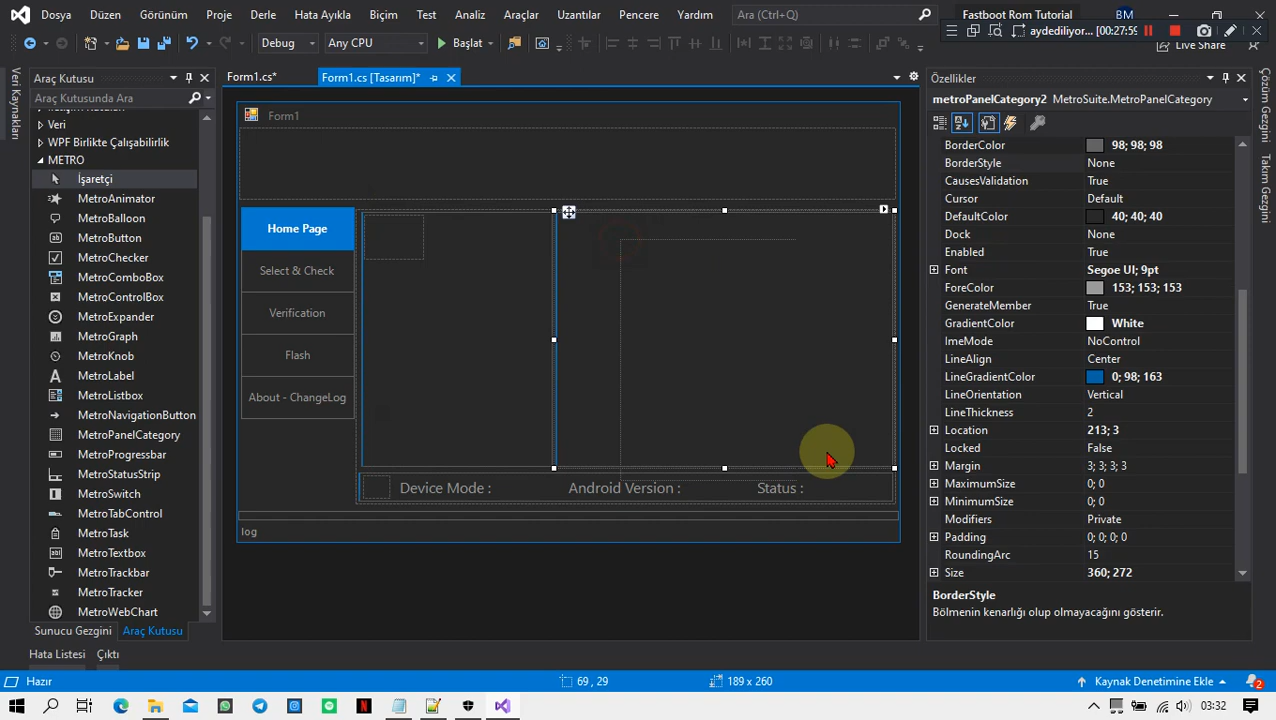 Dosya Düzen Görünüm Proje Derle Hata Ayıkla Biçim Test Analiz Araçlar Uzantılar Pencere Yardım Ara (Ctrl+Q) Fastboot Rom Tutorial BM
aydediliyor... [00:27:59
Debug Any CPU Başlat Live Share
Araç Kutusu
Araç Kutusunda Ara
Veri
WPF Birlikte Çalışabilirlik
METRO
İşaretçi
MetroAnimator
MetroBalloon
MetroButton
MetroChecker
MetroComboBox
MetroControlBox
MetroExpander
MetroGraph
MetroKnob
MetroLabel
MetroListbox
MetroNavigationButton
MetroPanelCategory
MetroProgressbar
MetroStatusStrip
MetroSwitch
MetroTabControl
MetroTask
MetroTextbox
MetroTrackbar
MetroTracker
MetroWebChart
Sunucu Gezgini Araç Kutusu
Hata Listesi Çıktı
Veri Kaynakları
Form1.cs* Form1.cs [Tasarım]*
Form1
Home Page
Select & Check
Verification
Flash
About - ChangeLog
Device Mode : Android Version : Status :
log
Özellikler
metroPanelCategory2 MetroSuite.MetroPanelCategory
BorderColor 98; 98; 98
BorderStyle None
CausesValidation True
Cursor Default
DefaultColor 40; 40; 40
Dock None
Enabled True
Font Segoe UI; 9pt
ForeColor 153; 153; 153
GenerateMember True
GradientColor White
ImeMode NoControl
LineAlign Center
LineGradientColor 0; 98; 163
LineOrientation Vertical
LineThickness 2
Location 213; 3
Locked False
Margin 3; 3; 3; 3
MaximumSize 0; 0
MinimumSize 0; 0
Modifiers Private
Padding 0; 0; 0; 0
RoundingArc 15
Size 360; 272
BorderStyle
Bölmenin kenarlığı olup olmayacağını gösterir.
Çözüm Gezgini
Takım Gezgini
Hazır 69 , 29 189 x 260 Kaynak Denetimine Ekle 2
03:32